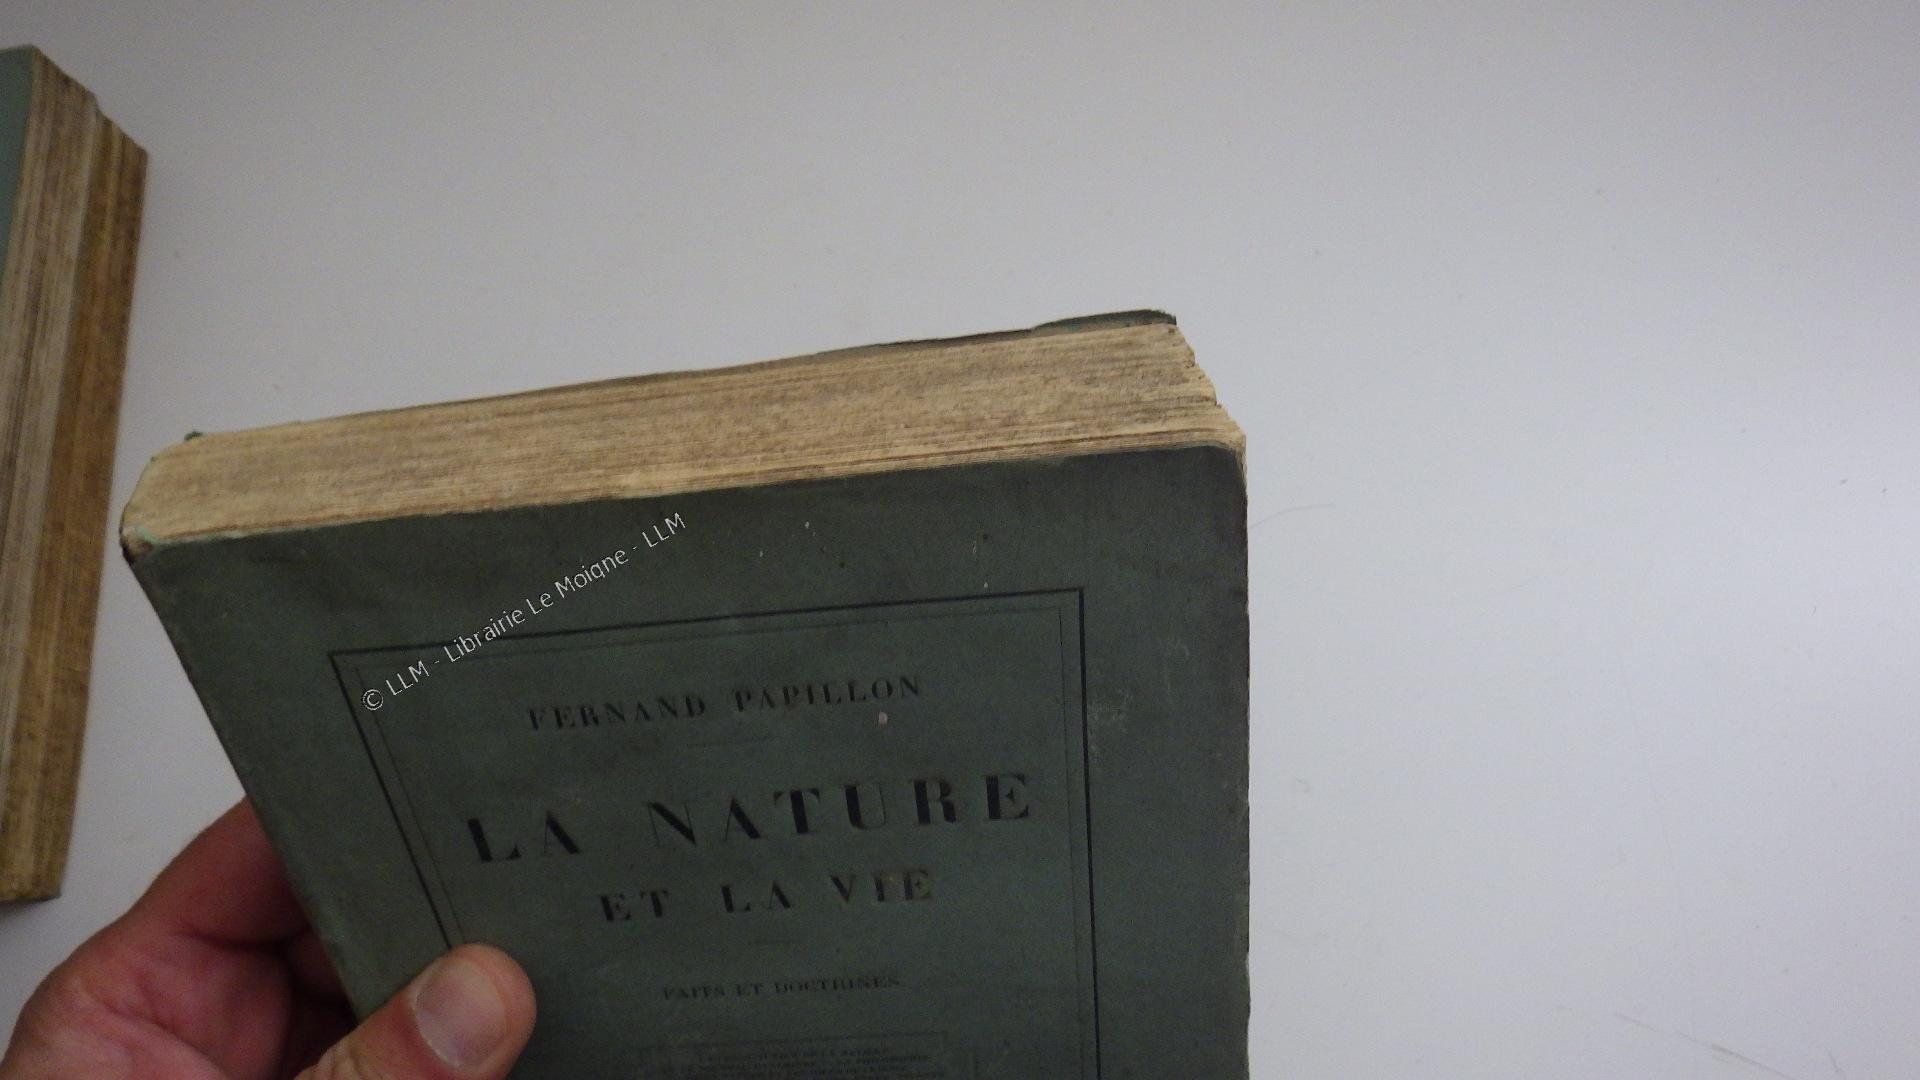 © LLM - Librairie Le Moigne - LLM
FERNAND PAPILLON
LA NATURE
ET LA VIE
FAITS ET DOCTRINES